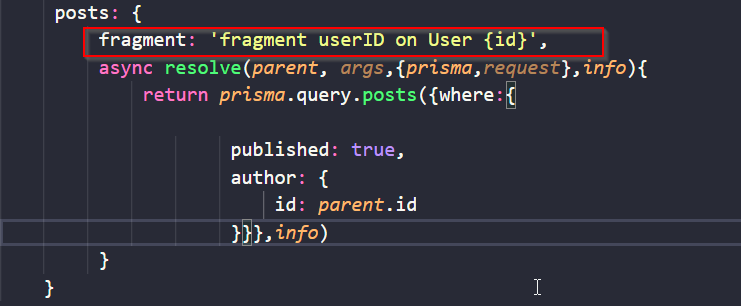 posts: {
fragment: 'fragment userID on User {id}',
async resolve(parent, args,{prisma,request},info){
return prisma.query.posts({where:{
published: true,
author: {
id: parent.id
}}},info)
}
}